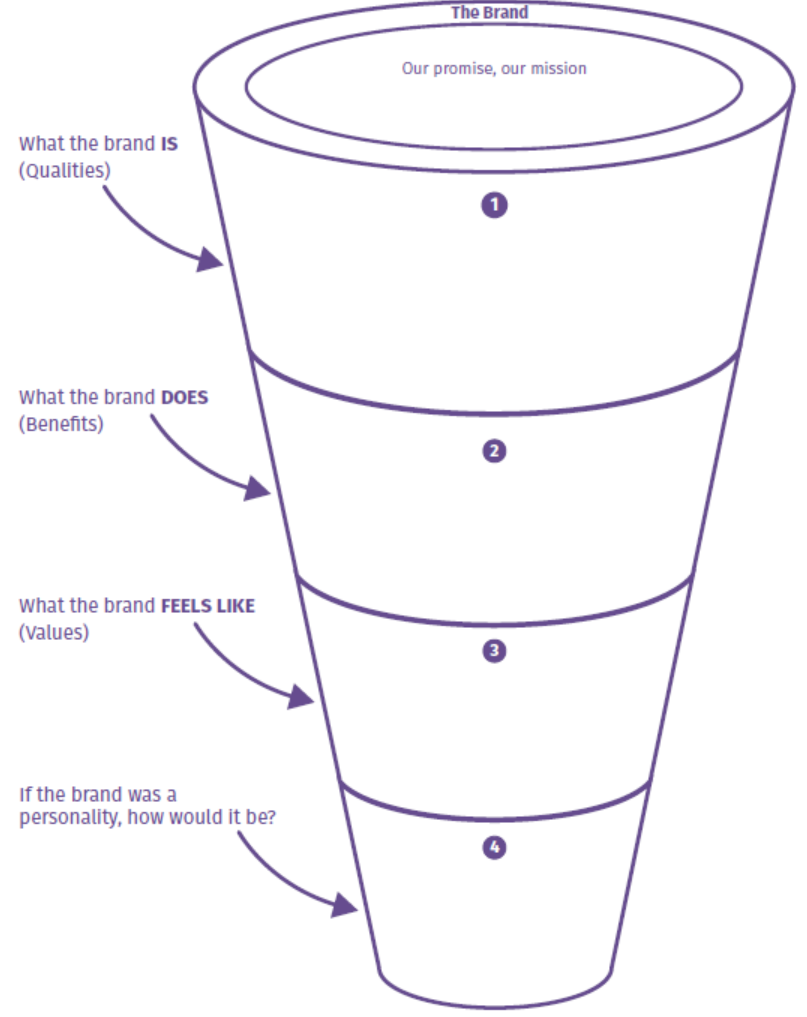 The Brand
Our promise, our mission
What the brand IS
(Qualities)
1
What the brand DOES
(Benefits)
2
What the brand FEELS LIKE
(Values)
3
If the brand was a
personality, how would it be?
4